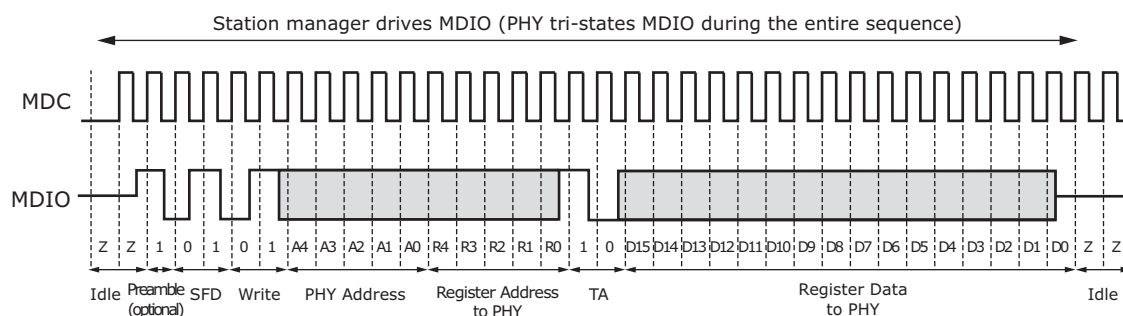 Station manager drives MDIO (PHY tri-states MDIO during the entire sequence)
MDC
MDIO
Z Z 1 0 1 0 1 A4 A3 A2 A1 A0 R4 R3 R2 R1 R0 1 0 D15 D14 D13 D12 D11 D10 D9 D8 D7 D6 D5 D4 D3 D2 D1 D0 Z Z
Idle Preamble (optional) SFD Write PHY Address Register Address to PHY TA Register Data to PHY Idle